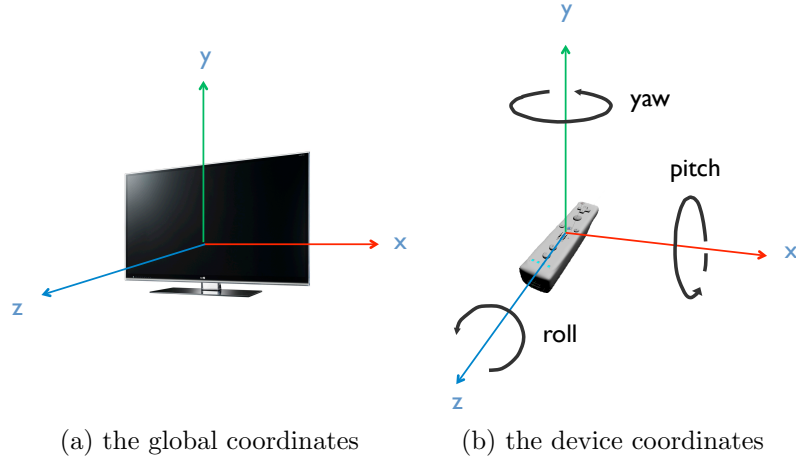 y
x
z
(a) the global coordinates
y
yaw
pitch
x
roll
z
(b) the device coordinates